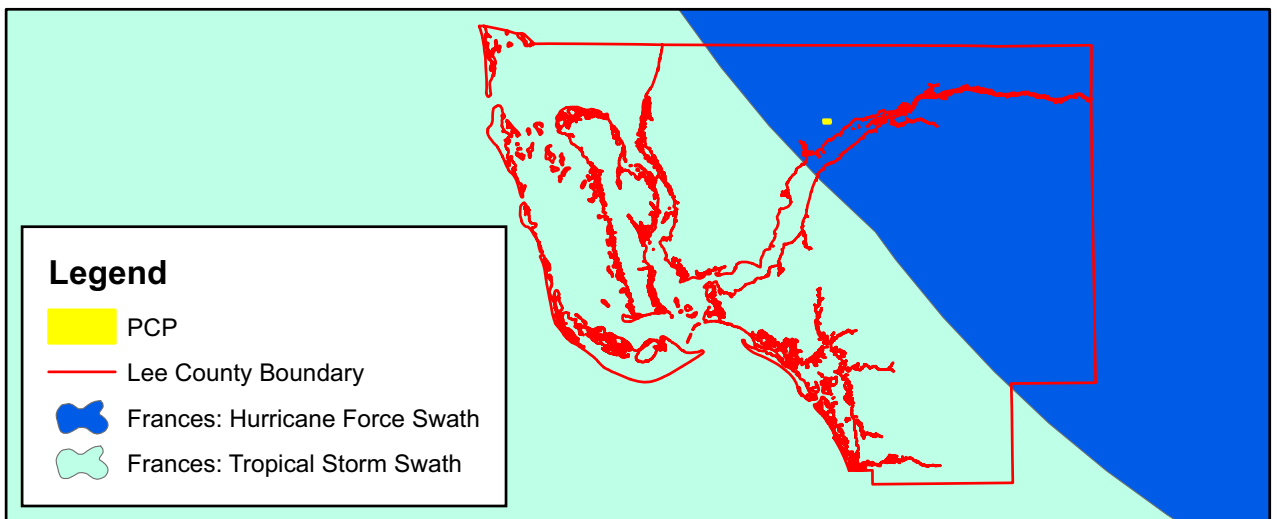 Legend
PCP
Lee County Boundary
Frances: Hurricane Force Swath
Frances: Tropical Storm Swath